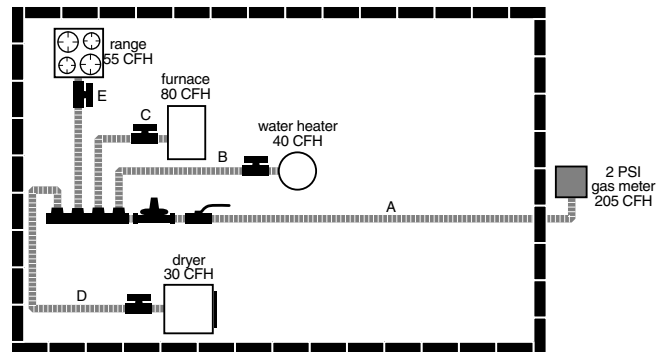 range
55 CFH
E
furnace
80 CFH
C
water heater
40 CFH
B
2 PSI
gas meter
205 CFH
A
dryer
30 CFH
D